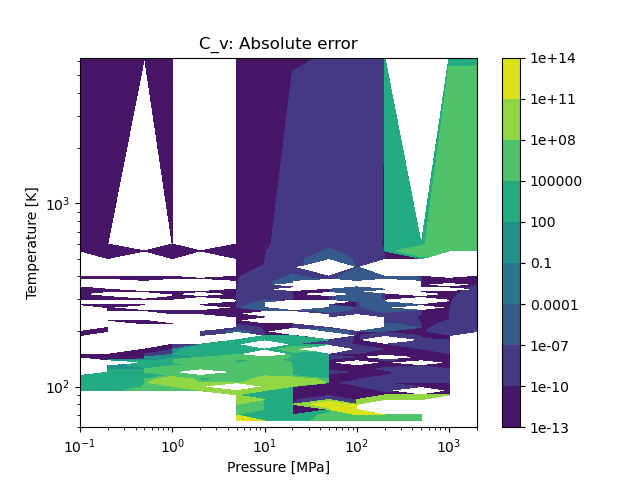 C_v: Absolute error
1e+14
1e+11
1e+08
100000
100
0.1
0.0001
1e-07
1e-10
1e-13
Temperature [K]
10³
10²
10⁻¹ 10⁰ 10¹ 10² 10³
Pressure [MPa]